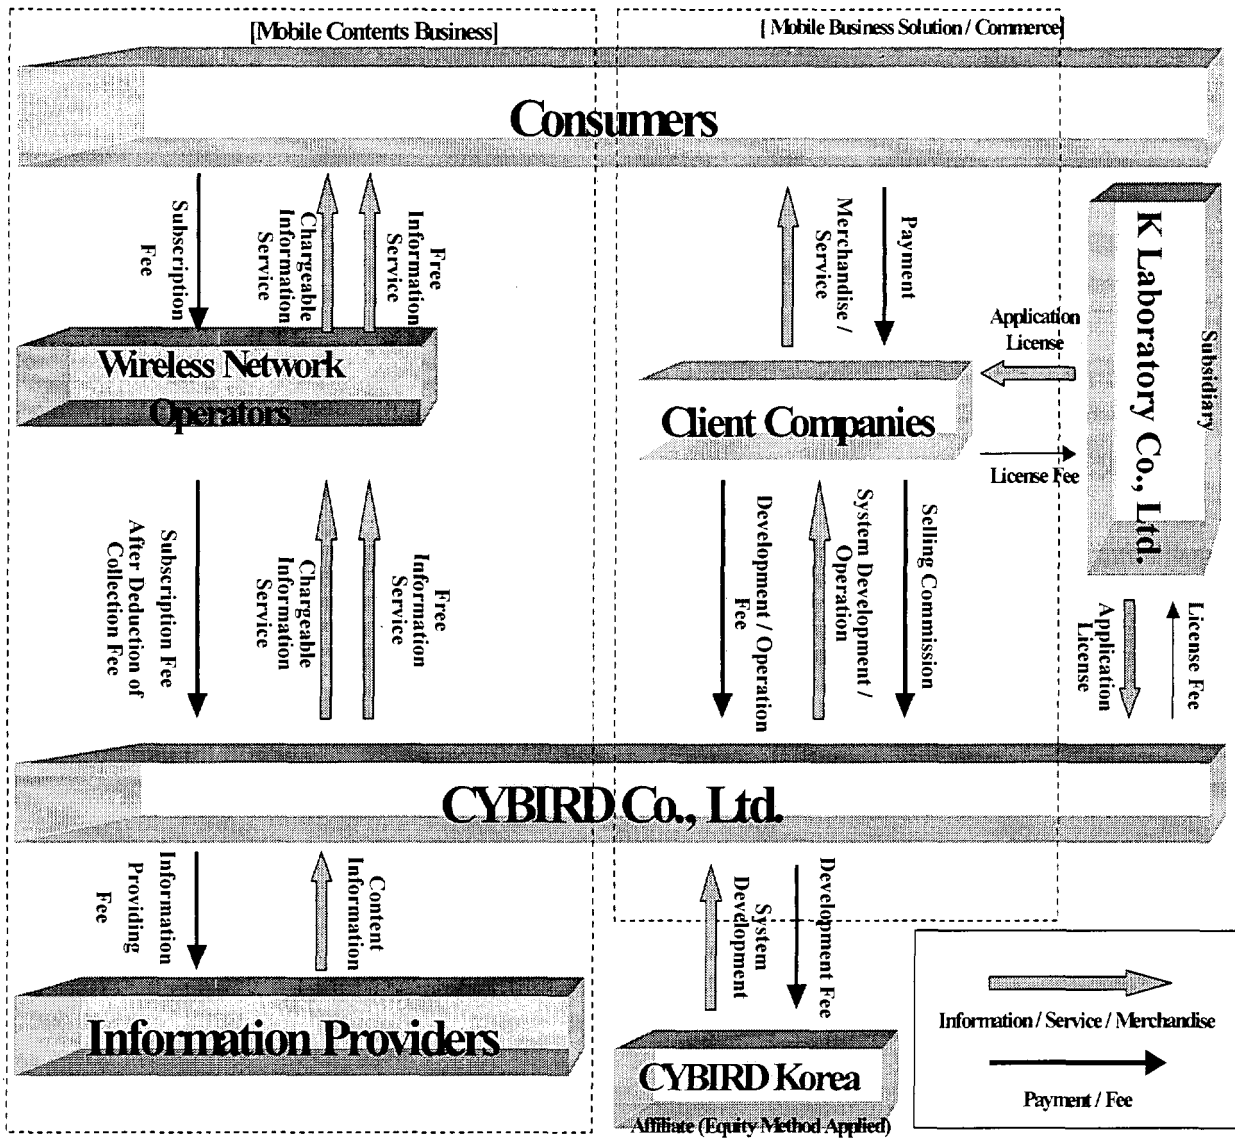 [Mobile Contents Business]
[ Mobile Business Solution / Commerce]
Consumers
Subscription
Fee
Chargeable
Information
Service
Free
Information
Service
Merchandise /
Service
Payment
K Laboratory Co., Ltd.
Subsidiary
Wireless Network
Operators
Application
License
Client Companies
License Fee
Subscription Fee
After Deduction of
Collection Fee
Chargeable
Information
Service
Free
Information
Service
Development / Operation
Fee
System Development /
Operation
Selling Commission
Application
License
License Fee
CYBIRD Co., Ltd.
Information
Providing
Fee
Content
Information
System
Development
Development Fee
Information Providers
CYBIRD Korea
Affiliate (Equity Method Applied)
Information / Service / Merchandise
Payment / Fee